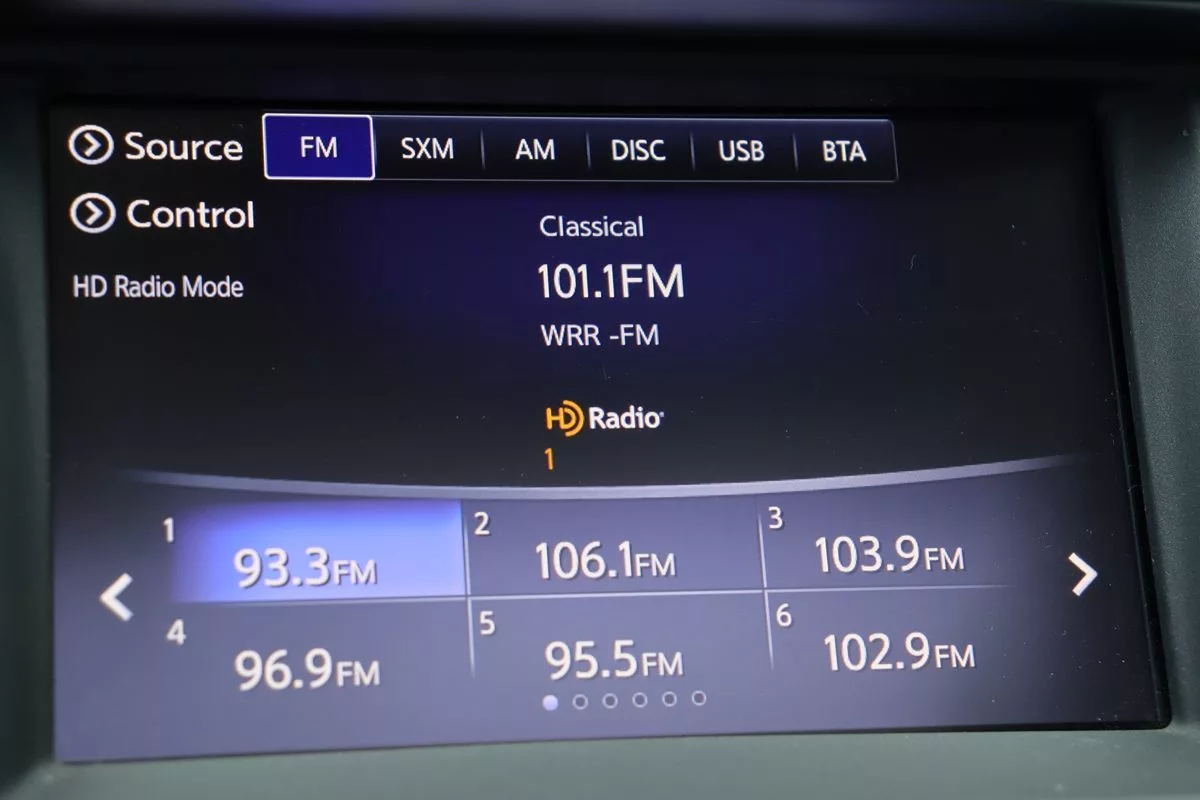 Source FM SXM AM DISC USB BTA
Control
Classical
HD Radio Mode
101.1FM
WRR -FM
HD Radio
1
1 93.3FM 2 106.1FM 3 103.9FM
4 96.9FM 5 95.5FM 6 102.9FM